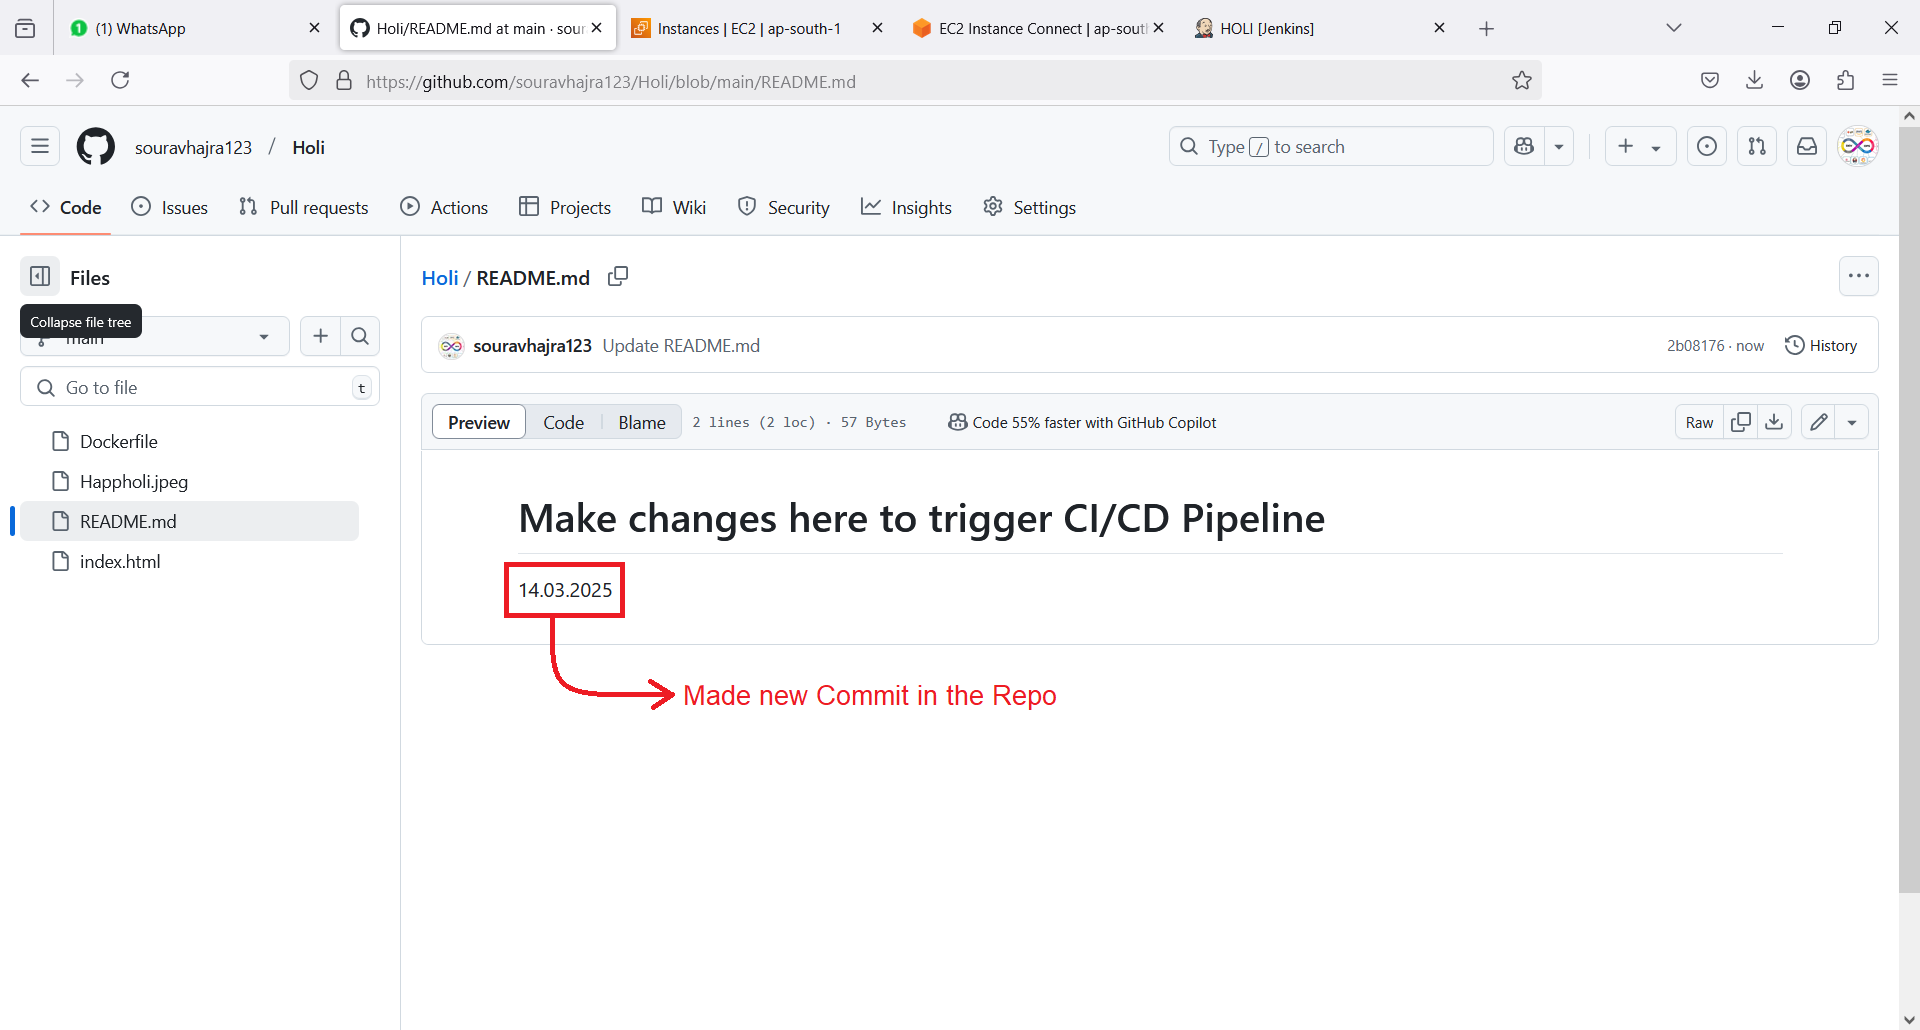 (1) WhatsApp
Holi/README.md at main · sour
Instances | EC2 | ap-south-1
EC2 Instance Connect | ap-sout
HOLI [Jenkins]
https://github.com/souravhajra123/Holi/blob/main/README.md
souravhajra123 / Holi
Type / to search
Code
Issues
Pull requests
Actions
Projects
Wiki
Security
Insights
Settings
Files
Collapse file tree
main
Go to file
t
Dockerfile
Happholi.jpeg
README.md
index.html
Holi / README.md
souravhajra123 Update README.md
2b08176 · now
History
Preview
Code
Blame
2 lines (2 loc) · 57 Bytes
Code 55% faster with GitHub Copilot
Raw
Make changes here to trigger CI/CD Pipeline
14.03.2025
Made new Commit in the Repo